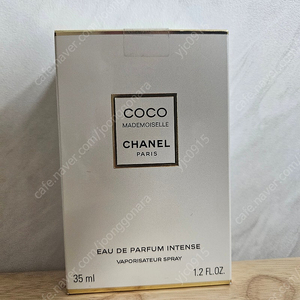 COCO
MADEMOISELLE
CHANEL
PARIS
EAU DE PARFUM INTENSE
VAPORISATEUR SPRAY
35 ml 1.2 FL.OZ.